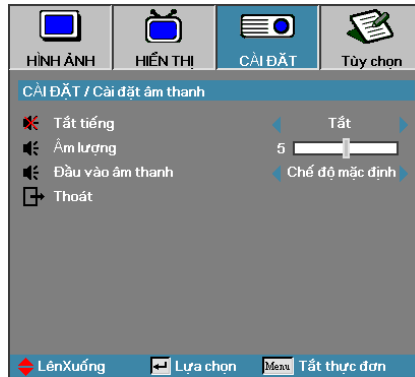 HÌNH ẢNH HIỂN THỊ CÀI ĐẶT Tùy chọn
CÀI ĐẶT / Cài đặt âm thanh
Tắt tiếng Tắt
Âm lượng 5
Đầu vào âm thanh Chế độ mặc định
Thoát
LênXuống Lựa chọn Menu Tắt thực đơn